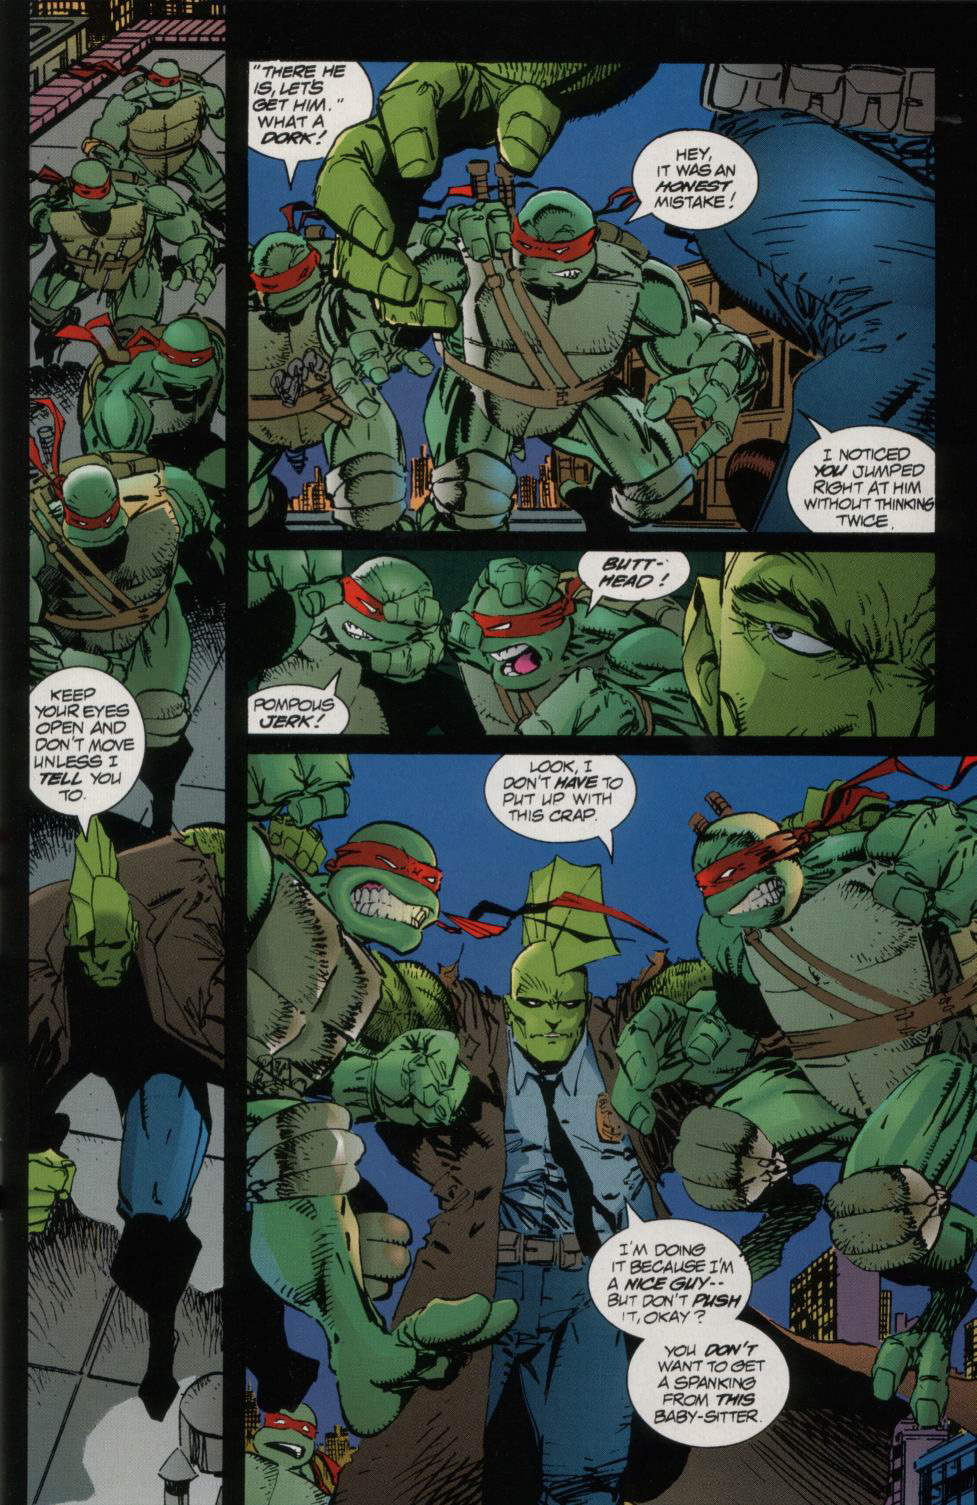 KEEP
YOUR EYES
OPEN AND
DON'T MOVE
UNLESS I
TELL YOU
TO.
"THERE HE
IS, LET'S
GET HIM."
WHAT A
DORK!
HEY,
IT WAS AN
HONEST
MISTAKE!
I NOTICED
YOU JUMPED
RIGHT AT HIM
WITHOUT THINKING
TWICE.
POMPOUS
JERK!
BUTT-
HEAD!
LOOK, I
DON'T HAVE TO
PUT UP WITH
THIS CRAP.
I'M DOING
IT BECAUSE I'M
A NICE GUY--
BUT DON'T PUSH
IT, OKAY?
YOU DON'T
WANT TO GET
A SPANKING
FROM THIS
BABY-SITTER.